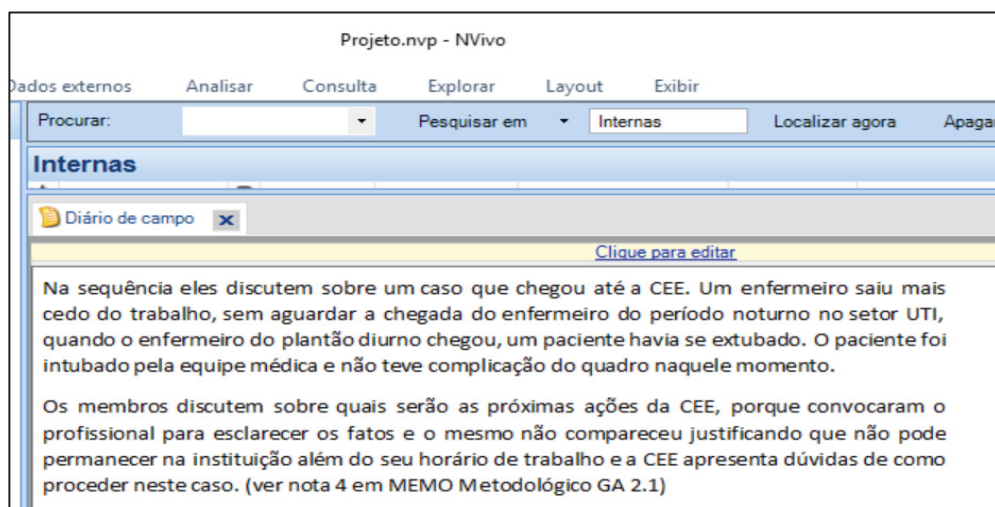 Projeto.nvp - NVivo
Dados externos Analisar Consulta Explorar Layout Exibir
Procurar: Pesquisar em Internas Localizar agora Apagar
Internas
Diário de campo
Clique para editar
Na sequência eles discutem sobre um caso que chegou até a CEE. Um enfermeiro saiu mais
cedo do trabalho, sem aguardar a chegada do enfermeiro do período noturno no setor UTI,
quando o enfermeiro do plantão diurno chegou, um paciente havia se extubado. O paciente foi
intubado pela equipe médica e não teve complicação do quadro naquele momento.
Os membros discutem sobre quais serão as próximas ações da CEE, porque convocaram o
profissional para esclarecer os fatos e o mesmo não compareceu justificando que não pode
permanecer na instituição além do seu horário de trabalho e a CEE apresenta dúvidas de como
proceder neste caso. (ver nota 4 em MEMO Metodológico GA 2.1)